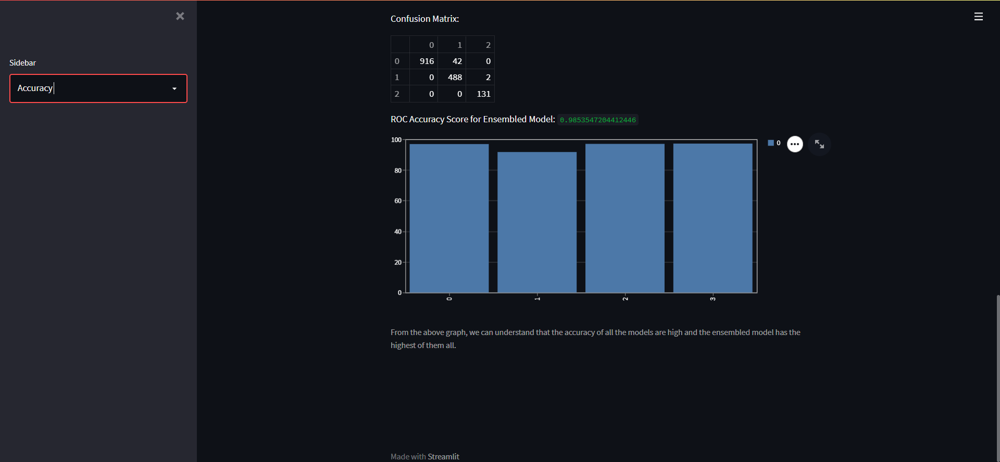 Sidebar
Accuracy
Confusion Matrix:
0 1 2
0 916 42 0
1 0 488 2
2 0 0 131
ROC Accuracy Score for Ensembled Model: 0.9853547204412446
100
80
60
40
20
0
0 1 2 3
0
From the above graph, we can understand that the accuracy of all the models are high and the ensembled model has the
highest of them all.
Made with Streamlit